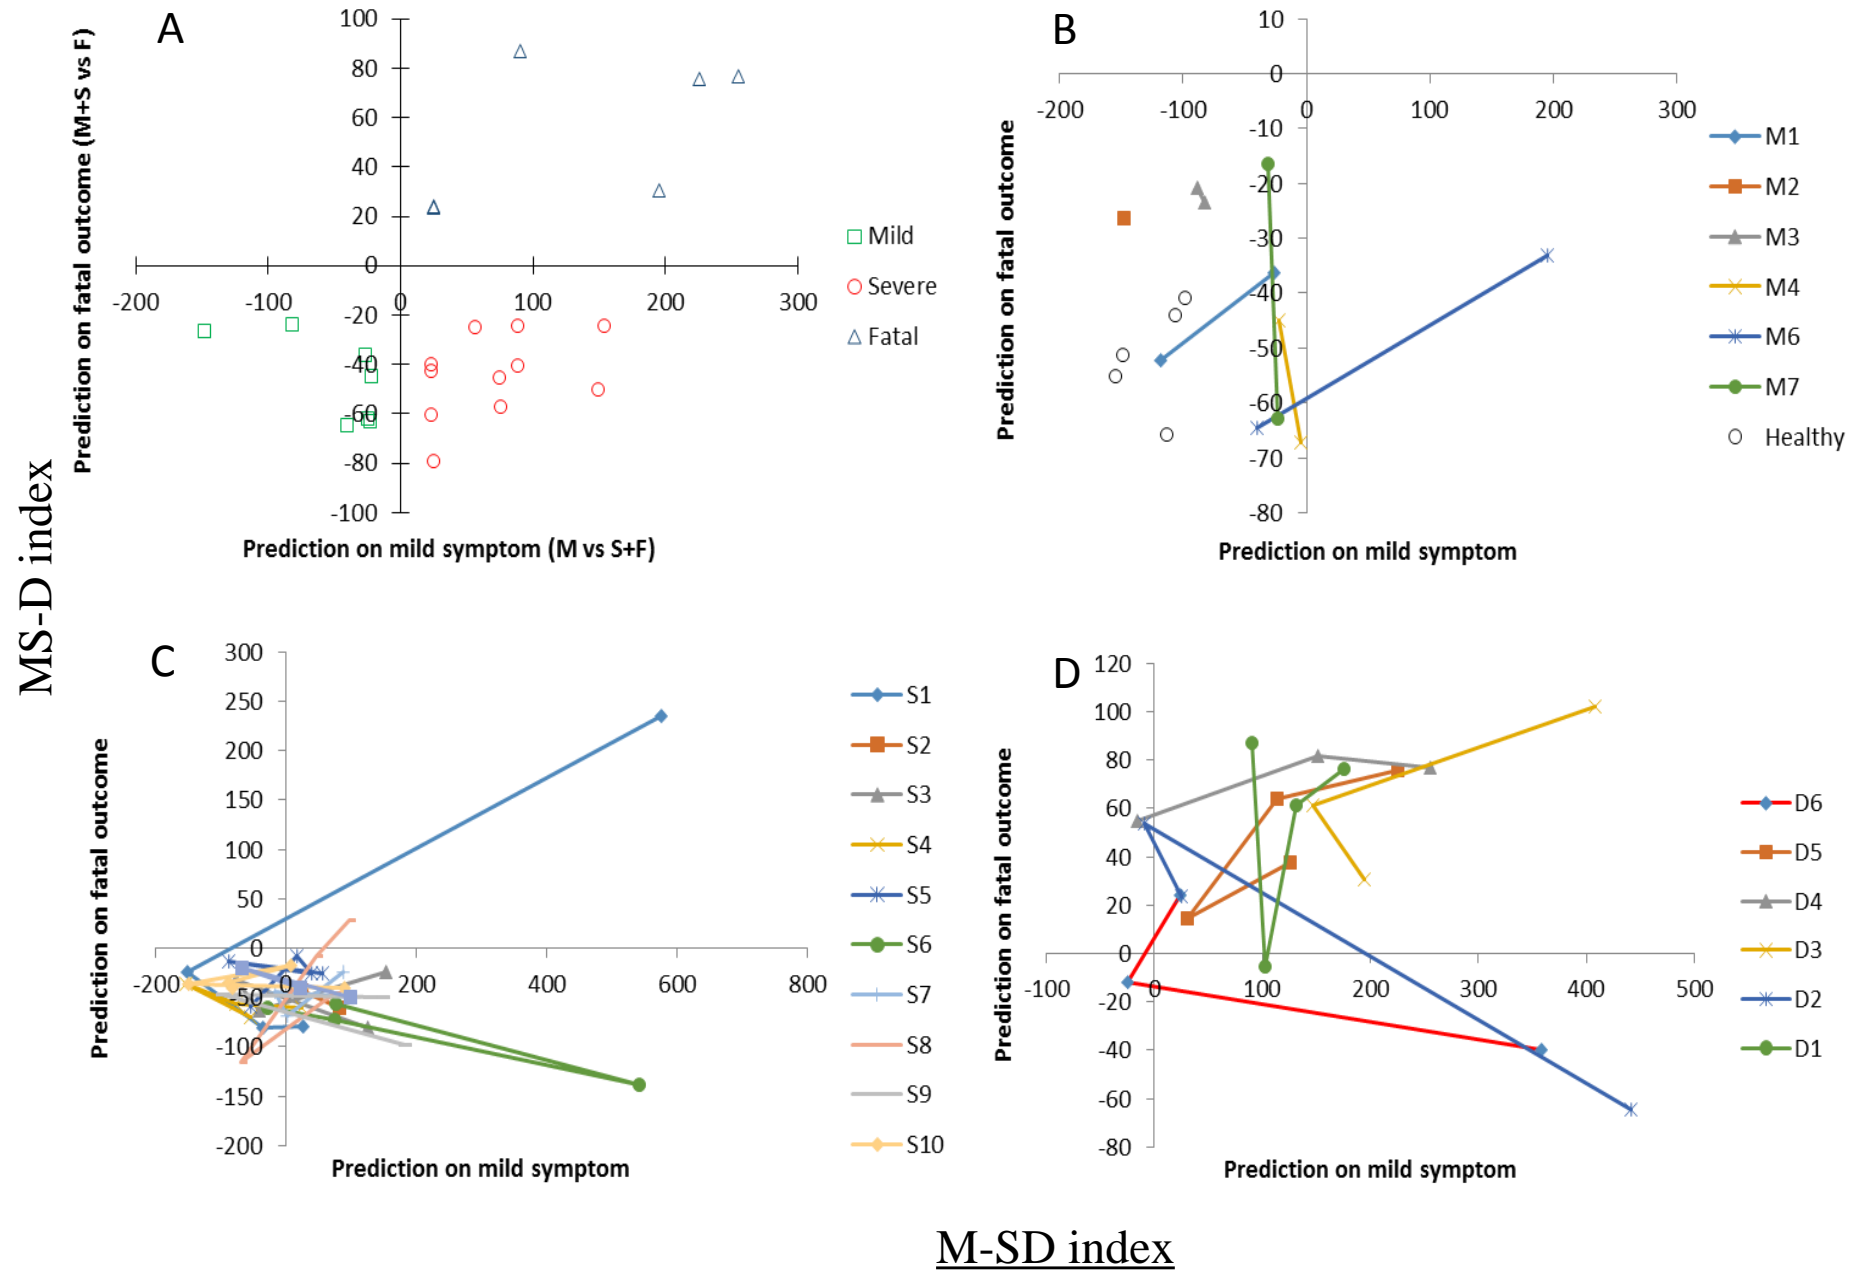 MS-D index
A
Prediction on fatal outcome (M+S vs F)
100
80
60
40
20
0
-20
-40
-60
-80
-100
-200
-100
0
100
200
300
Prediction on mild symptom (M vs S+F)
Mild
Severe
Fatal
B
Prediction on fatal outcome
10
0
-10
-20
-30
-40
-50
-60
-70
-80
-200
-100
0
100
200
300
Prediction on mild symptom
M1
M2
M3
M4
M6
M7
Healthy
C
Prediction on fatal outcome
300
250
200
150
100
50
0
-50
-100
-150
-200
-200
0
200
400
600
800
Prediction on mild symptom
S1
S2
S3
S4
S5
S6
S7
S8
S9
S10
D
Prediction on fatal outcome
120
100
80
60
40
20
0
-20
-40
-60
-80
-100
0
100
200
300
400
500
Prediction on mild symptom
D6
D5
D4
D3
D2
D1
M-SD index